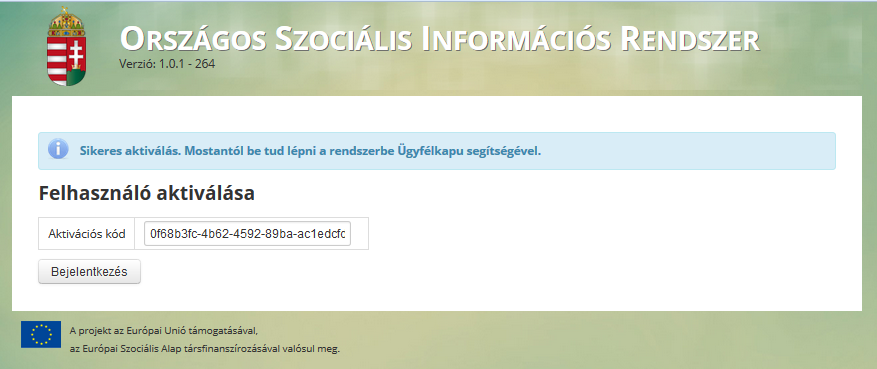 Országos Szociális Információs Rendszer
Verzió: 1.0.1 - 264
Sikeres aktiválás. Mostantól be tud lépni a rendszerbe Ügyfélkapu segítségével.
Felhasználó aktiválása
Aktivációs kód 0f68b3fc-4b62-4592-89ba-ac1edcfc
Bejelentkezés
A projekt az Európai Unió támogatásával,
az Európai Szociális Alap társfinanszírozásával valósul meg.